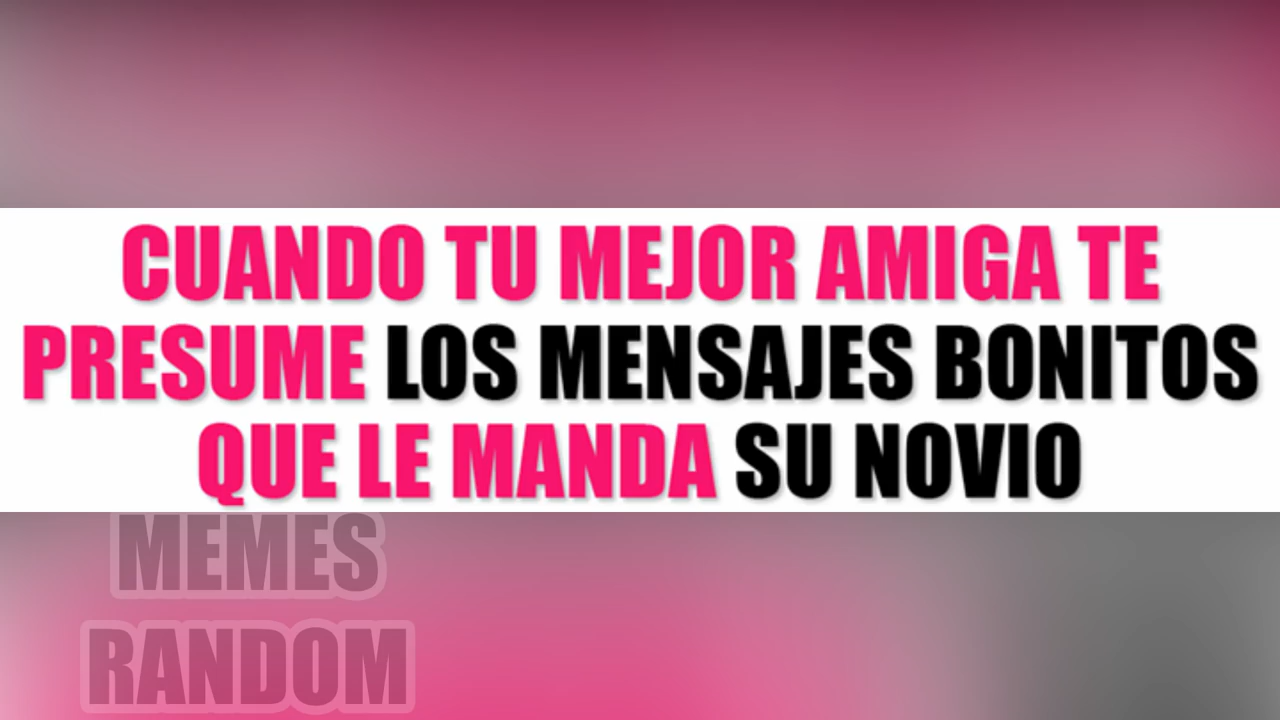 CUANDO TU MEJOR AMIGA TE
PRESUME LOS MENSAJES BONITOS
QUE LE MANDA SU NOVIO
MEMES
RANDOM